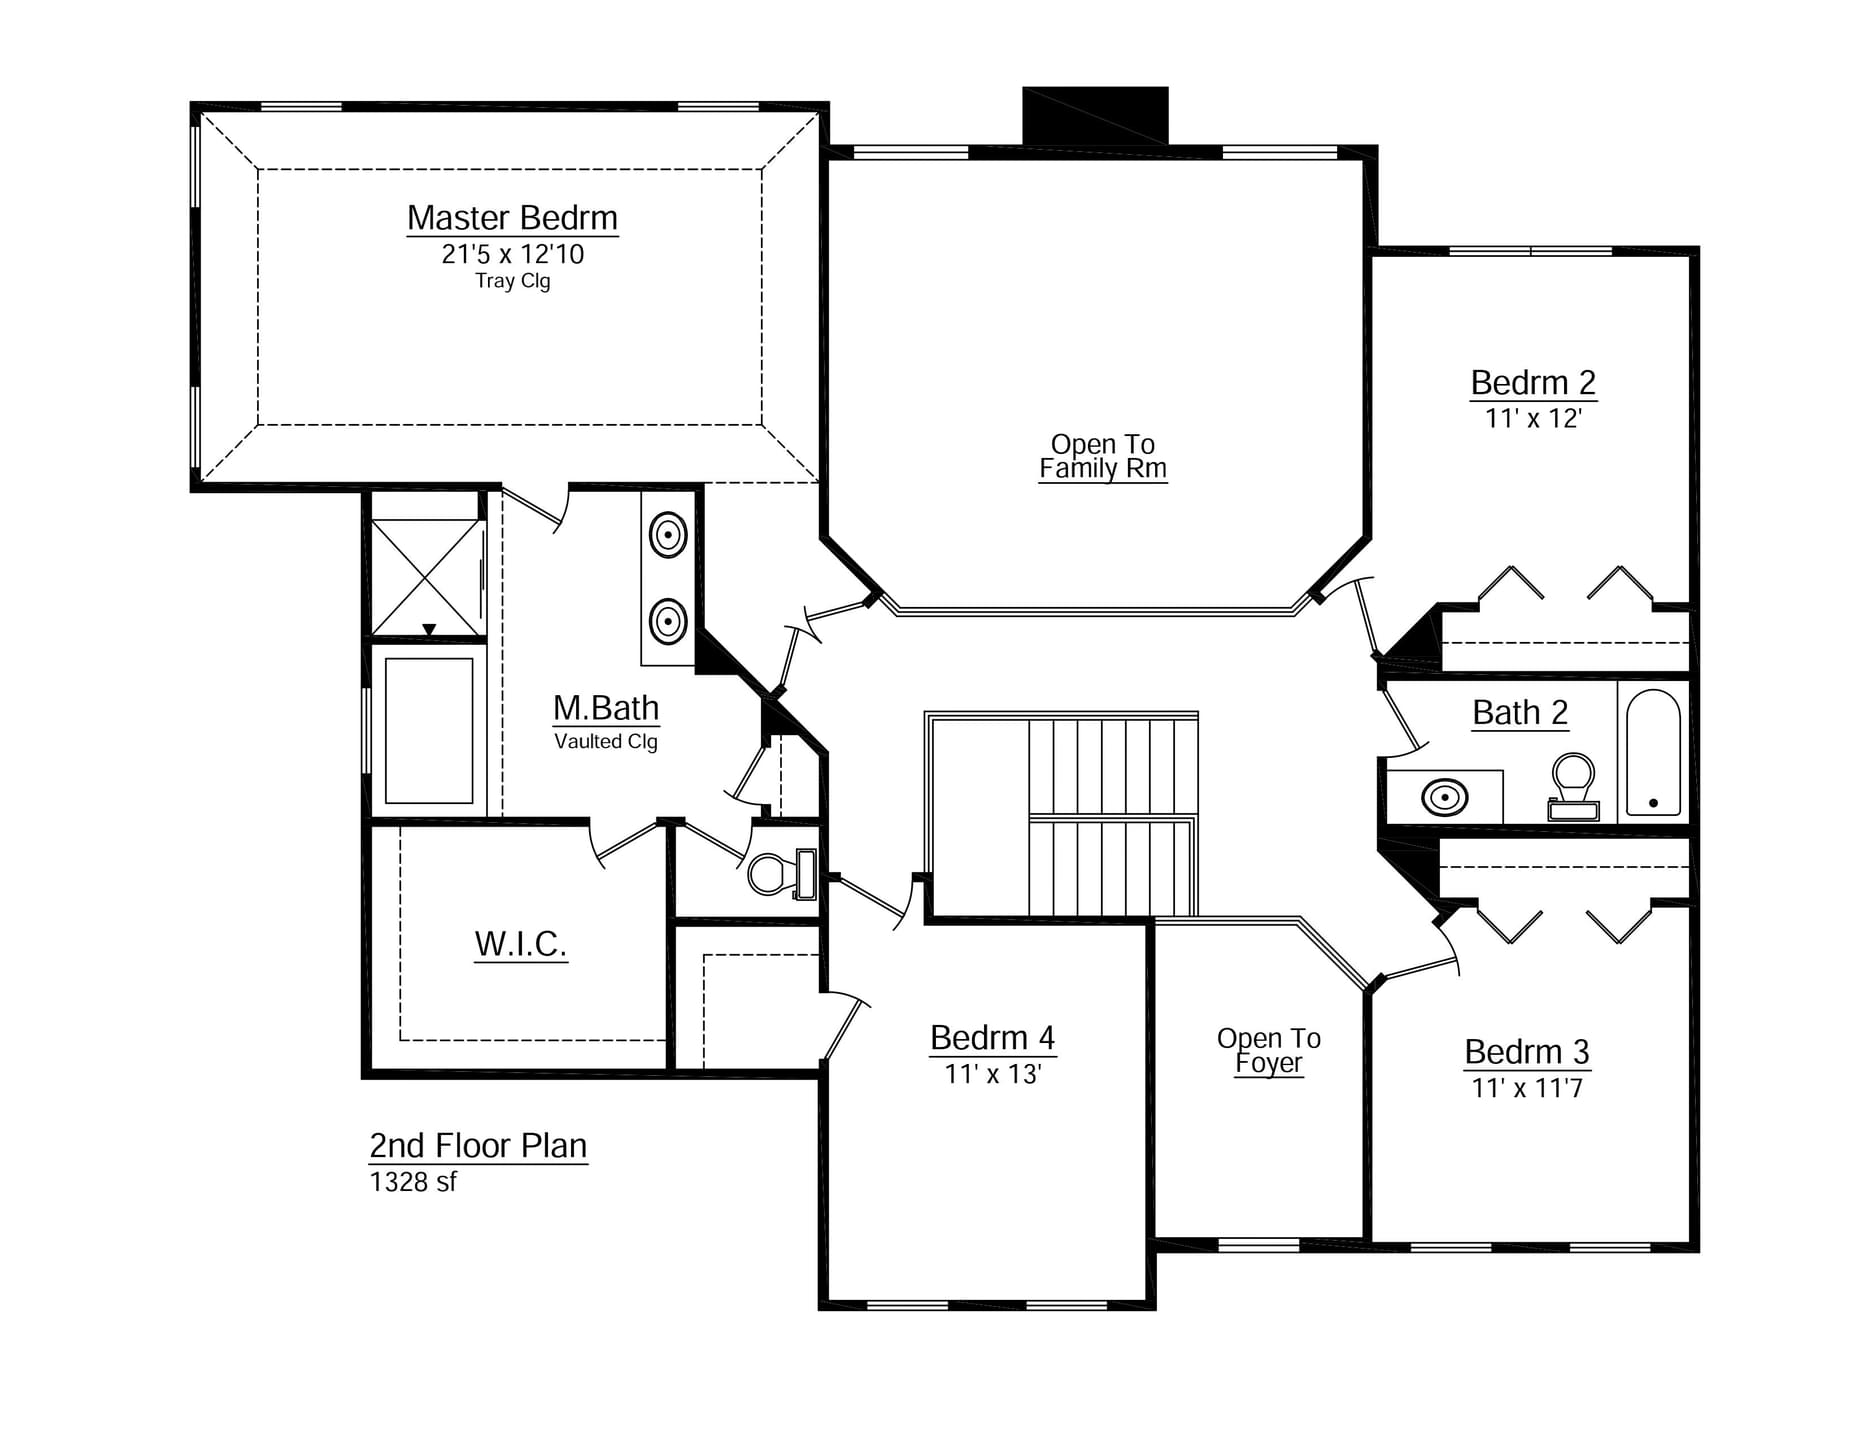 Master Bedrm
21'5 x 12'10
Tray Clg
Open To
Family Rm
Bedrm 2
11' x 12'
M.Bath
Vaulted Clg
Bath 2
W.I.C.
Bedrm 4
11' x 13'
Open To
Foyer
Bedrm 3
11' x 11'7
2nd Floor Plan
1328 sf